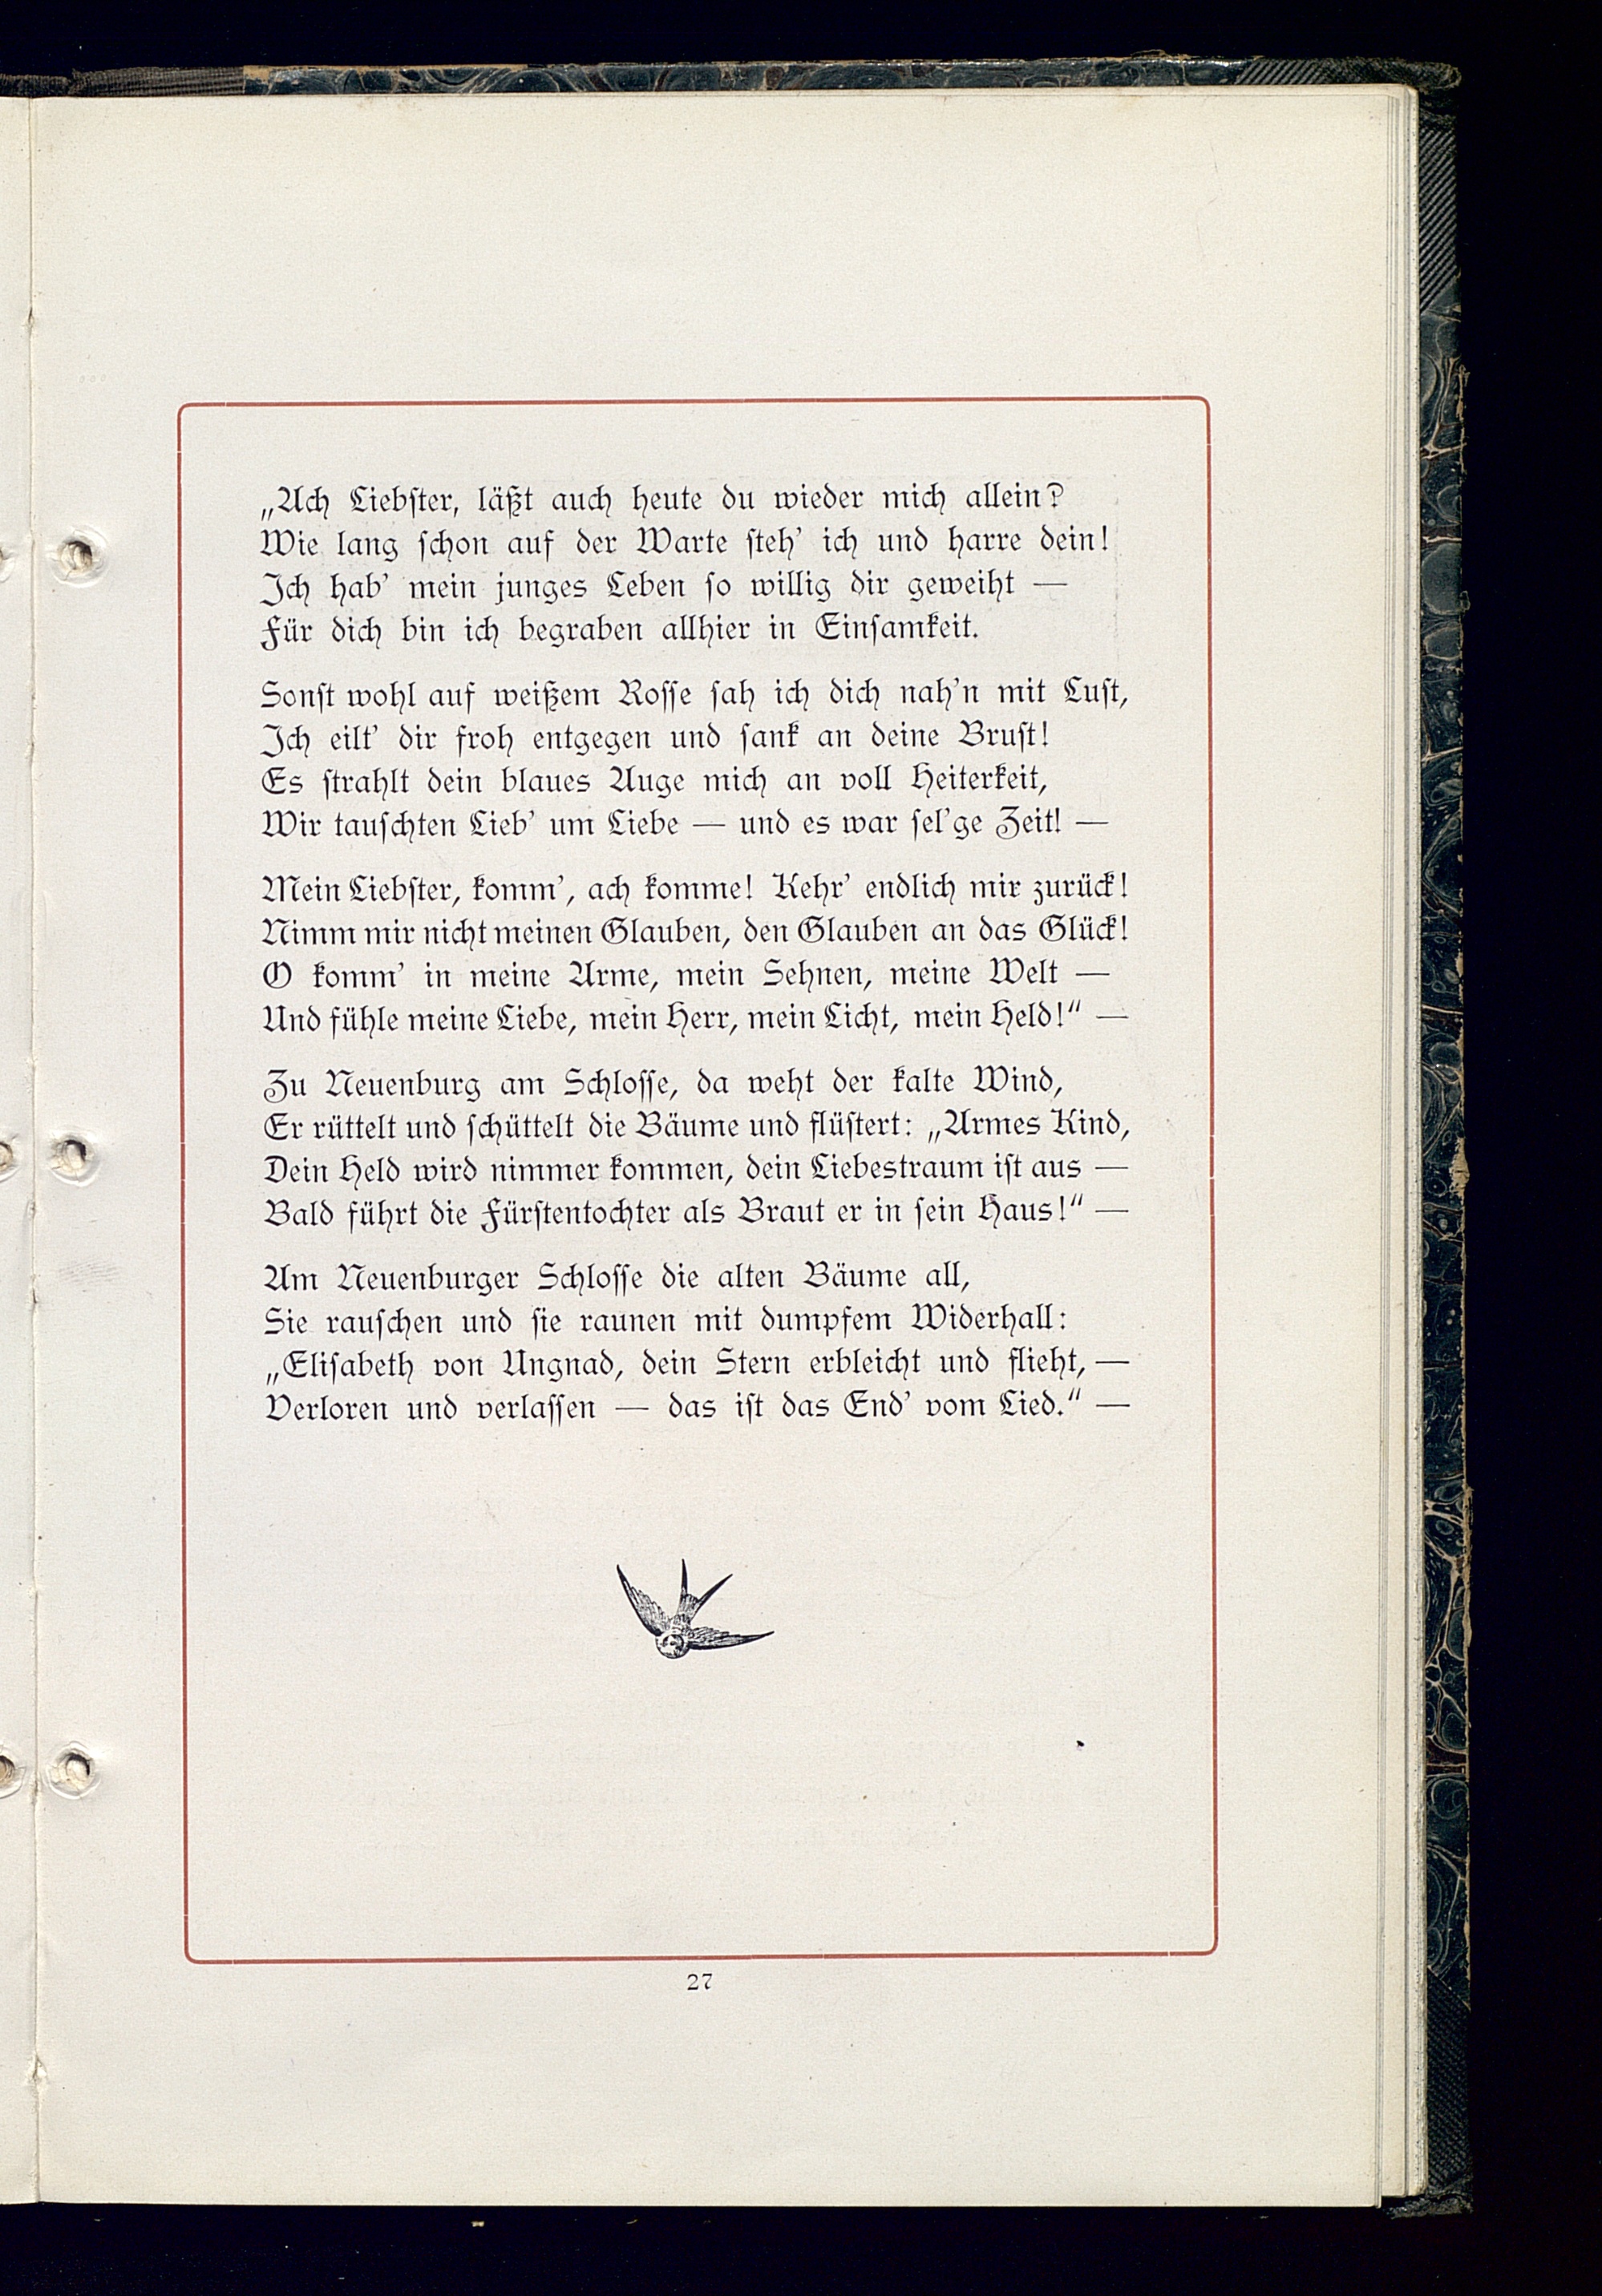 „Ach Liebster, läßt auch heute du wieder mich allein?
Wie lang schon auf der Warte steh’ ich und harre dein!
Ich hab’ mein junges Leben so willig dir geweiht —
Für dich bin ich begraben allhier in Einsamkeit.
Sonst wohl auf weißem Rosse sah ich dich nah’n mit Lust,
Ich eilt’ dir froh entgegen und sank an deine Brust!
Es strahlt dein blaues Auge mich an voll Heiterkeit,
Wir tauschten Lieb’ um Liebe — und es war sel’ge Zeit! —
Mein Liebster, komm’, ach komme! Kehr’ endlich mir zurück!
Nimm mir nicht meinen Glauben, den Glauben an das Glück!
O komm’ in meine Arme, mein Sehnen, meine Welt —
Und fühle meine Liebe, mein Herr, mein Licht, mein Held!“ —
Zu Neuenburg am Schlosse, da weht der kalte Wind,
Er rüttelt und schüttelt die Bäume und flüstert: „Armes Kind,
Dein Held wird nimmer kommen, dein Liebestraum ist aus —
Bald führt die Fürstentochter als Braut er in sein Haus!“ —
Am Neuenburger Schlosse die alten Bäume all,
Sie rauschen und sie raunen mit dumpfem Widerhall:
„Elisabeth von Ungnad, dein Stern erbleicht und flieht, —
Verloren und verlassen — das ist das End’ vom Lied.“ —
27